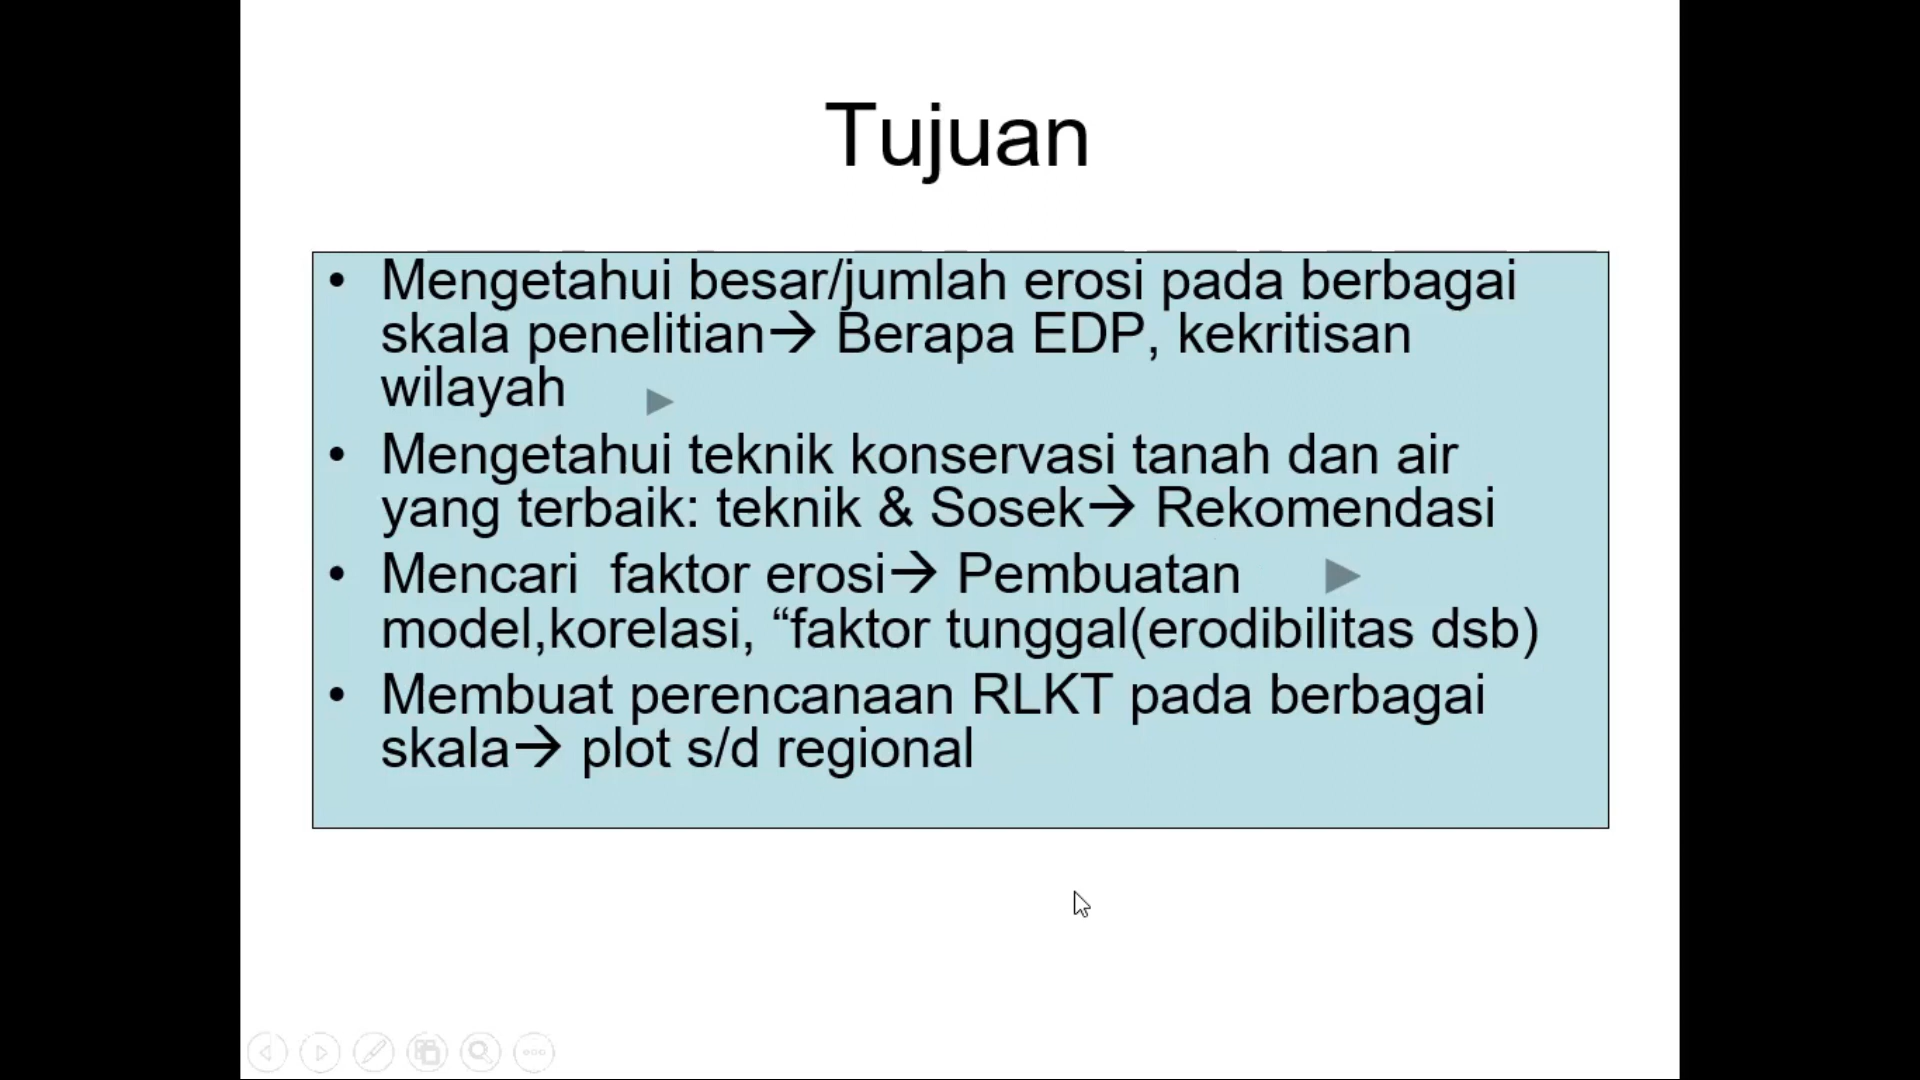 Tujuan
• Mengetahui besar/jumlah erosi pada berbagai
skala penelitian→ Berapa EDP, kekritisan
wilayah
• Mengetahui teknik konservasi tanah dan air
yang terbaik: teknik & Sosek→ Rekomendasi
• Mencari  faktor erosi→ Pembuatan
model,korelasi, “faktor tunggal(erodibilitas dsb)
• Membuat perencanaan RLKT pada berbagai
skala→ plot s/d regional